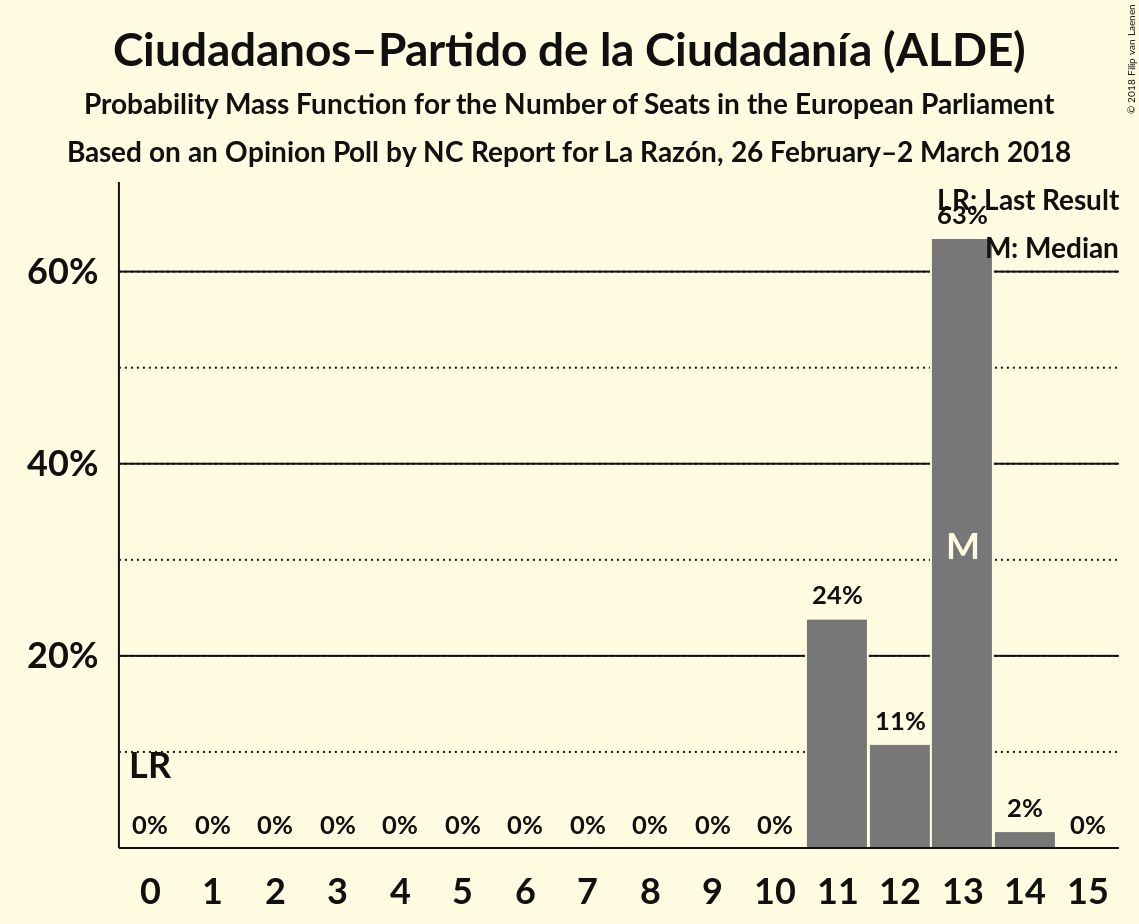 Ciudadanos–Partido de la Ciudadanía (ALDE)
Probability Mass Function for the Number of Seats in the European Parliament
Based on an Opinion Poll by NC Report for La Razón, 26 February–2 March 2018
© 2018 Filip van Laenen
LR: Last Result
63%
M: Median
60%
40%
M
24%
20%
11%
LR
2%
0% 0% 0% 0% 0% 0% 0% 0% 0% 0% 0% 0%
0 1 2 3 4 5 6 7 8 9 10 11 12 13 14 15